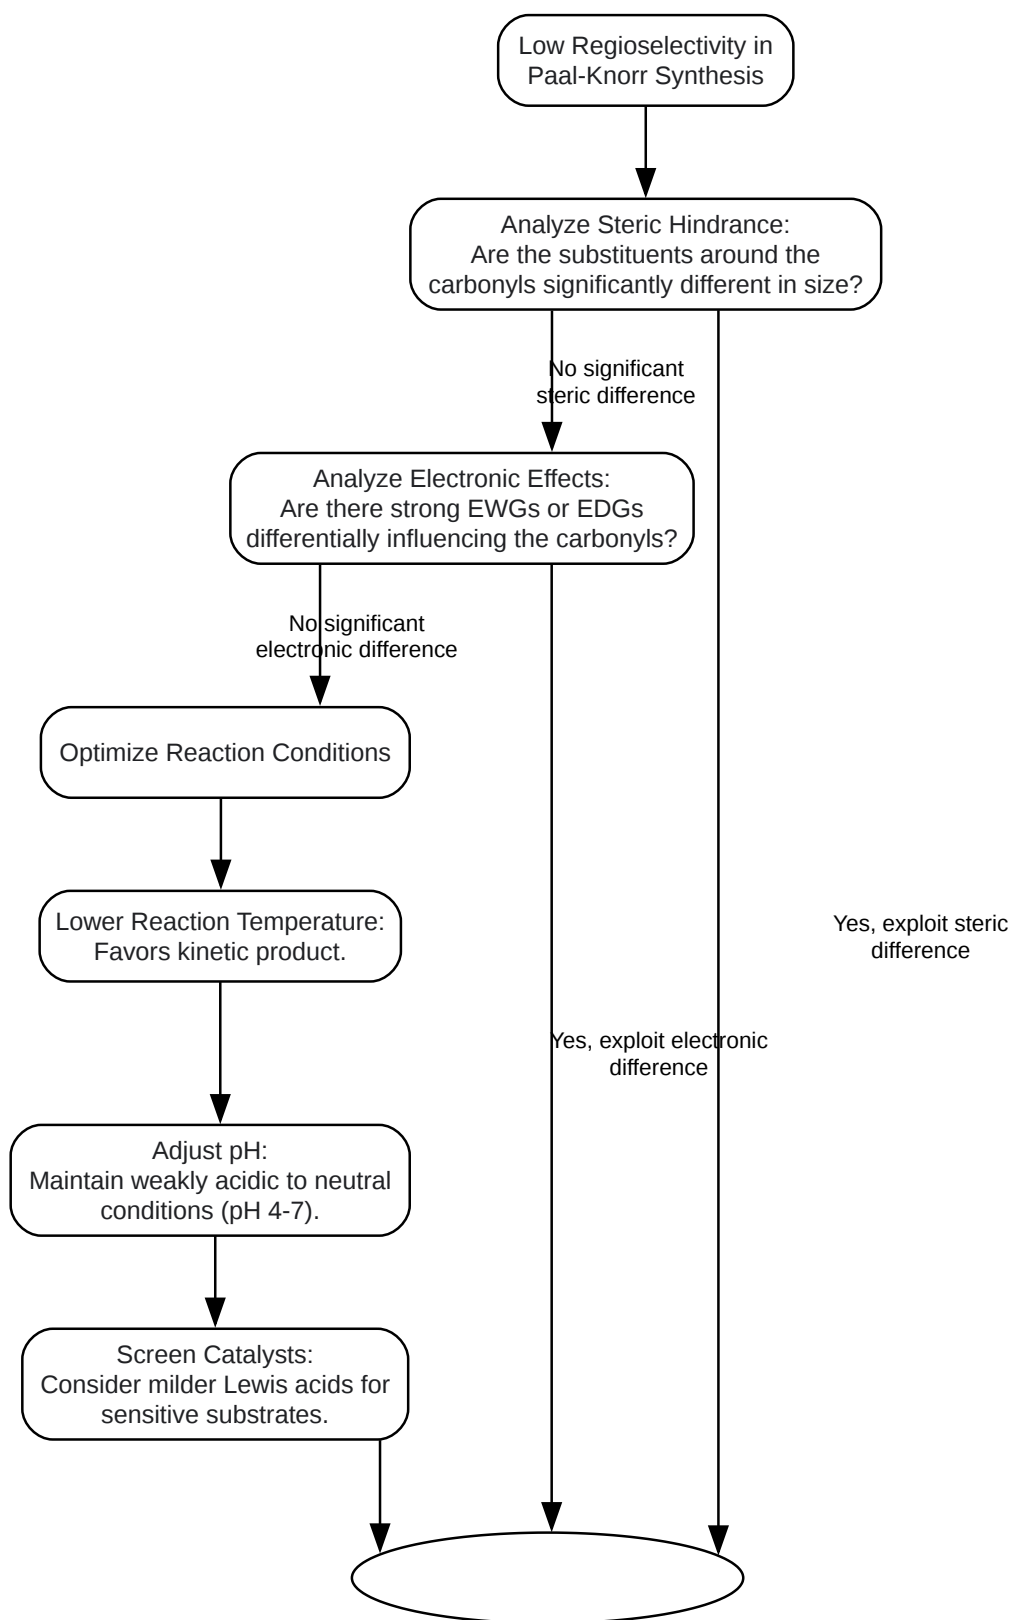 Low Regioselectivity in
Paal-Knorr Synthesis
Analyze Steric Hindrance:
Are the substituents around the
carbonyls significantly different in size?
No significant
steric difference
Analyze Electronic Effects:
Are there strong EWGs or EDGs
differentially influencing the carbonyls?
No significant
electronic difference
Optimize Reaction Conditions
Lower Reaction Temperature:
Favors kinetic product.
Yes, exploit steric
difference
Yes, exploit electronic
difference
Adjust pH:
Maintain weakly acidic to neutral
conditions (pH 4-7).
Screen Catalysts:
Consider milder Lewis acids for
sensitive substrates.